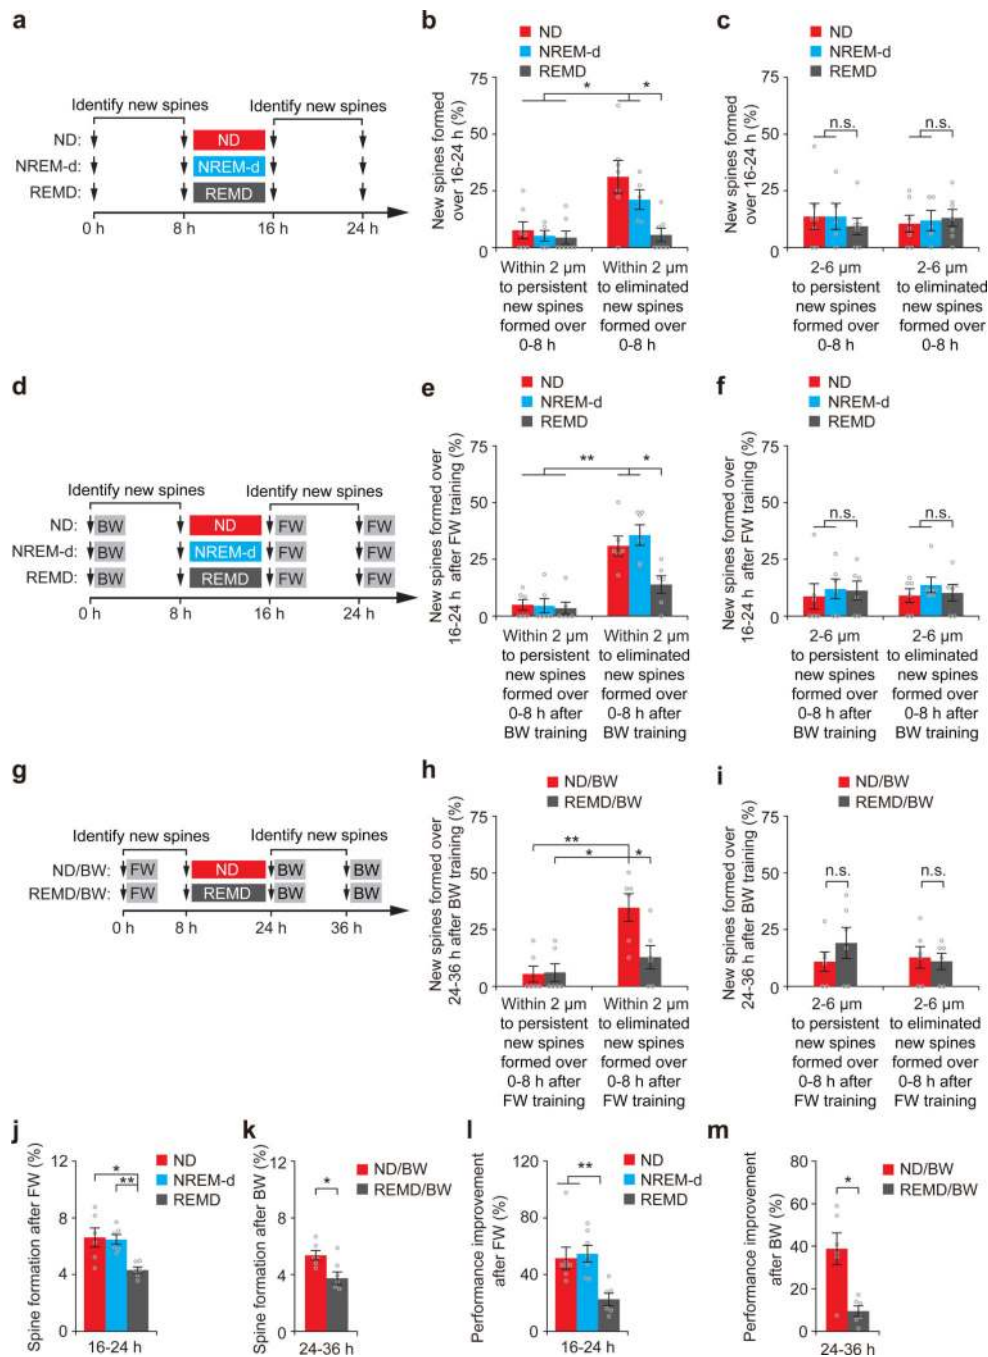 a
Identify new spines
Identify new spines
ND:
ND
NREM-d:
NREM-d
REMD:
REMD
0 h
8 h
16 h
24 h
b
ND
NREM-d
REMD
New spines formed
over 16-24 h (%)
75
50
25
0
*
*
Within 2 µm
to persistent
new spines
formed over
0-8 h
Within 2 µm
to eliminated
new spines
formed over
0-8 h
c
ND
NREM-d
REMD
New spines formed
over 16-24 h (%)
75
50
25
0
n.s.
n.s.
2-6 µm
to persistent
new spines
formed over
0-8 h
2-6 µm
to eliminated
new spines
formed over
0-8 h
d
Identify new spines
Identify new spines
ND:
BW
ND
FW
FW
NREM-d:
BW
NREM-d
FW
FW
REMD:
BW
REMD
FW
FW
0 h
8 h
16 h
24 h
e
ND
NREM-d
REMD
New spines formed over
16-24 h after FW training (%)
75
50
25
0
**
*
Within 2 µm
to persistent
new spines
formed over
0-8 h after
BW training
Within 2 µm
to eliminated
new spines
formed over
0-8 h after
BW training
f
ND
NREM-d
REMD
New spines formed over
16-24 h after FW training (%)
75
50
25
0
n.s.
n.s.
2-6 µm
to persistent
new spines
formed over
0-8 h after
BW training
2-6 µm
to eliminated
new spines
formed over
0-8 h after
BW training
g
Identify new spines
Identify new spines
ND/BW:
FW
ND
BW
BW
REMD/BW:
FW
REMD
BW
BW
0 h
8 h
24 h
36 h
h
ND/BW
REMD/BW
New spines formed over
24-36 h after BW training (%)
75
50
25
0
**
*
*
Within 2 µm
to persistent
new spines
formed over
0-8 h after
FW training
Within 2 µm
to eliminated
new spines
formed over
0-8 h after
FW training
i
ND/BW
REMD/BW
New spines formed over
24-36 h after BW training (%)
75
50
25
0
n.s.
n.s.
2-6 µm
to persistent
new spines
formed over
0-8 h after
FW training
2-6 µm
to eliminated
new spines
formed over
0-8 h after
FW training
j
Spine formation after FW (%)
12
8
4
0
*
**
ND
NREM-d
REMD
16-24 h
k
Spine formation after BW (%)
12
8
4
0
*
ND/BW
REMD/BW
24-36 h
l
Performance improvement
after FW (%)
120
80
40
0
**
ND
NREM-d
REMD
16-24 h
m
Performance improvement
after BW (%)
80
60
40
20
0
*
ND/BW
REMD/BW
24-36 h